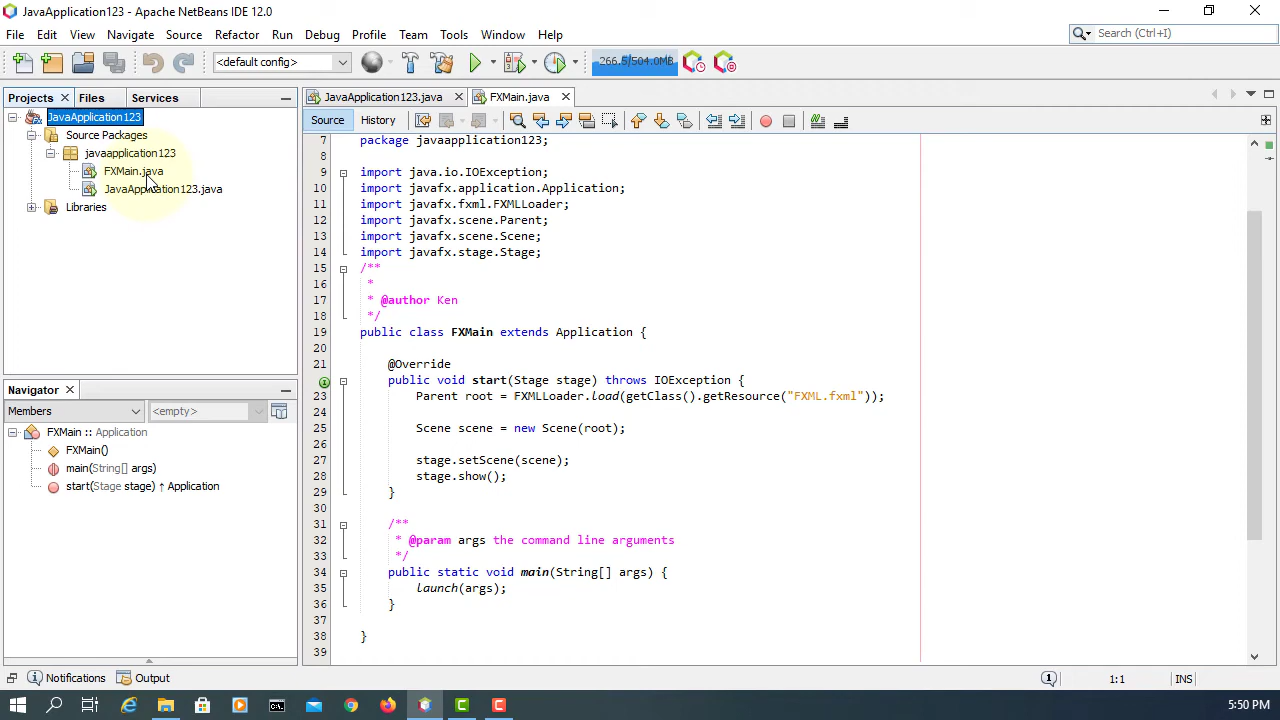 JavaApplication123 - Apache NetBeans IDE 12.0
File Edit View Navigate Source Refactor Run Debug Profile Team Tools Window Help
Search (Ctrl+I)
<default config>
266.5/504.0MB
Projects Files Services
JavaApplication123.java FXMain.java
Source History
JavaApplication123
Source Packages
javaapplication123
FXMain.java
JavaApplication123.java
Libraries
Navigator
Members <empty>
FXMain :: Application
FXMain()
main(String[] args)
start(Stage stage) ↑ Application
7 package javaapplication123;
8
9 import java.io.IOException;
10 import javafx.application.Application;
11 import javafx.fxml.FXMLLoader;
12 import javafx.scene.Parent;
13 import javafx.scene.Scene;
14 import javafx.stage.Stage;
15 /**
16 *
17 * @author Ken
18 */
19 public class FXMain extends Application {
20
21 @Override
public void start(Stage stage) throws IOException {
23 Parent root = FXMLLoader.load(getClass().getResource("FXML.fxml"));
24
25 Scene scene = new Scene(root);
26
27 stage.setScene(scene);
28 stage.show();
29 }
30
31 /**
32 * @param args the command line arguments
33 */
34 public static void main(String[] args) {
35 launch(args);
36 }
37
38 }
39
Notifications Output
1:1 INS
5:50 PM